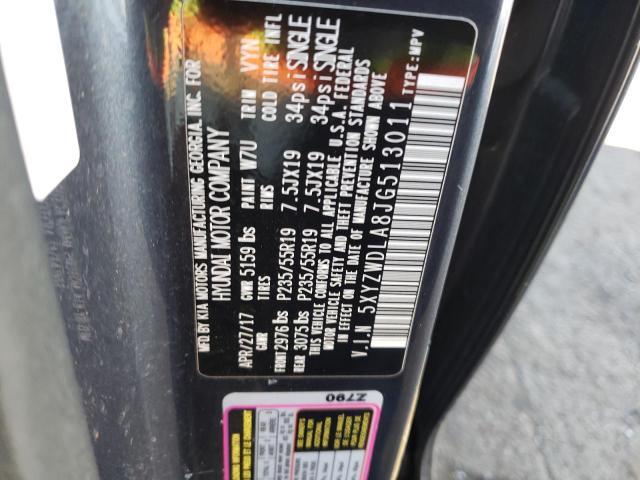 MFD. BY KIA MOTORS MANUFACTURING GEORGIA, INC. FOR
HYUNDAI MOTOR COMPANY
APR/27/17 GVWR 5159 lbs PAINT W7U TRIM VYN
GAWR TIRES RIMS COLD TIRE INFL
FRONT 2976 lbs P235/55R19 7.5JX19 34psi SINGLE
REAR 3075 lbs P235/55R19 7.5JX19 34psi SINGLE
THIS VEHICLE CONFORMS TO ALL APPLICABLE U.S.A. FEDERAL
MOTOR VEHICLE SAFETY AND THEFT PREVENTION STANDARDS
IN EFFECT ON THE DATE OF MANUFACTURE SHOWN ABOVE.
V.I.N 5XYZWDLA8JG513011 TYPE: MPV
Z790